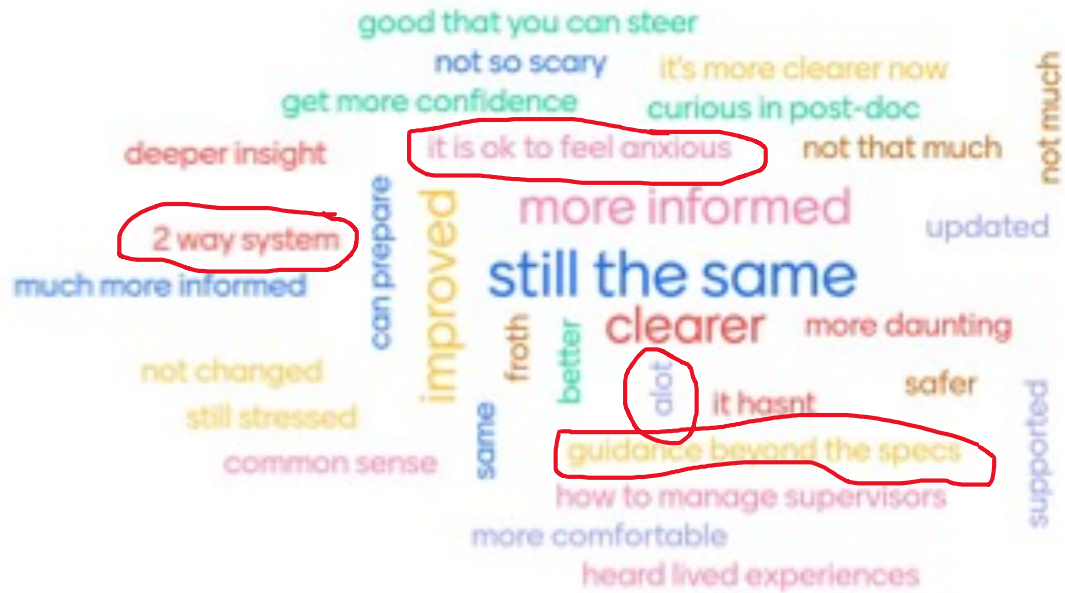 good that you can steer
not so scary
it's more clearer now
get more confidence
curious in post-doc
not much
deeper insight
it is ok to feel anxious
not that much
can prepare
improved
more informed
updated
2 way system
much more informed
still the same
froth
better
clearer
more daunting
not changed
alot
it hasnt
safer
still stressed
same
supported
common sense
guidance beyond the specs
how to manage supervisors
more comfortable
heard lived experiences